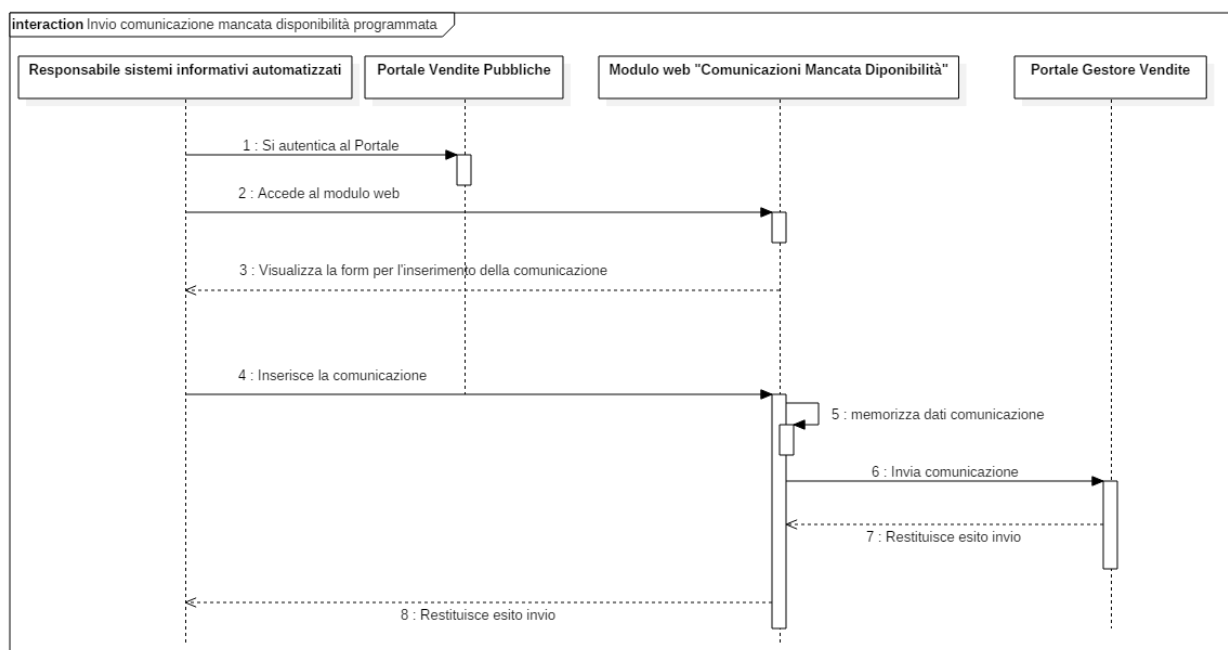 interaction Invio comunicazione mancata disponibilità programmata
Responsabile sistemi informativi automatizzati
Portale Vendite Pubbliche
Modulo web "Comunicazioni Mancata Diponibilità"
Portale Gestore Vendite
1 : Si autentica al Portale
2 : Accede al modulo web
3 : Visualizza la form per l'inserimento della comunicazione
4 : Inserisce la comunicazione
5 : memorizza dati comunicazione
6 : Invia comunicazione
7 : Restituisce esito invio
8 : Restituisce esito invio